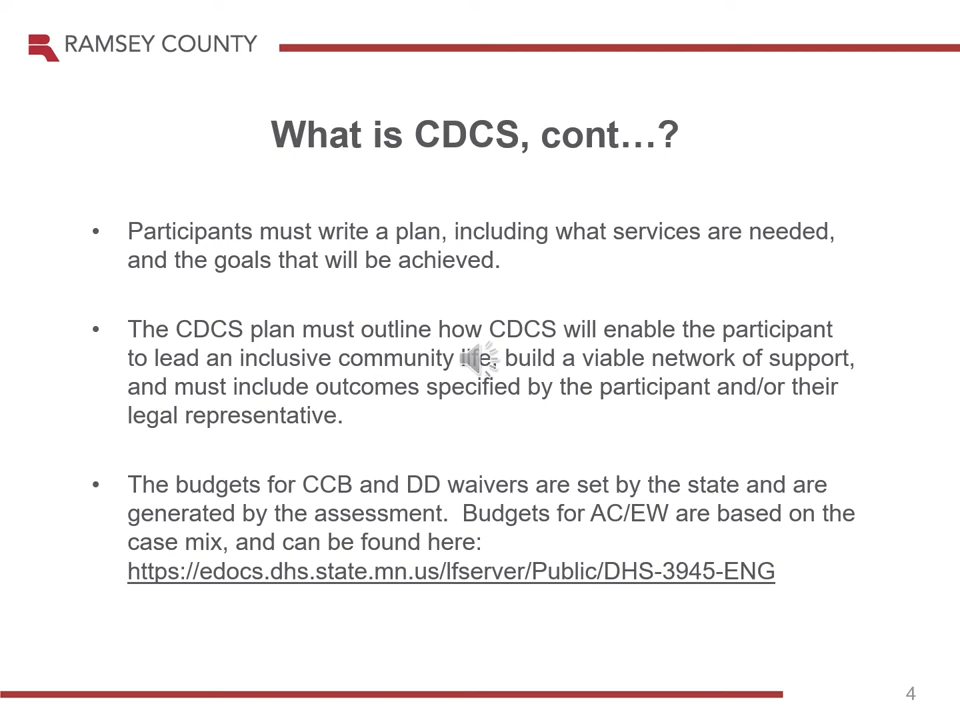 RAMSEY COUNTY
What is CDCS, cont…?
• Participants must write a plan, including what services are needed,
and the goals that will be achieved.
• The CDCS plan must outline how CDCS will enable the participant
to lead an inclusive community life, build a viable network of support,
and must include outcomes specified by the participant and/or their
legal representative.
• The budgets for CCB and DD waivers are set by the state and are
generated by the assessment.  Budgets for AC/EW are based on the
case mix, and can be found here:
https://edocs.dhs.state.mn.us/lfserver/Public/DHS-3945-ENG
4